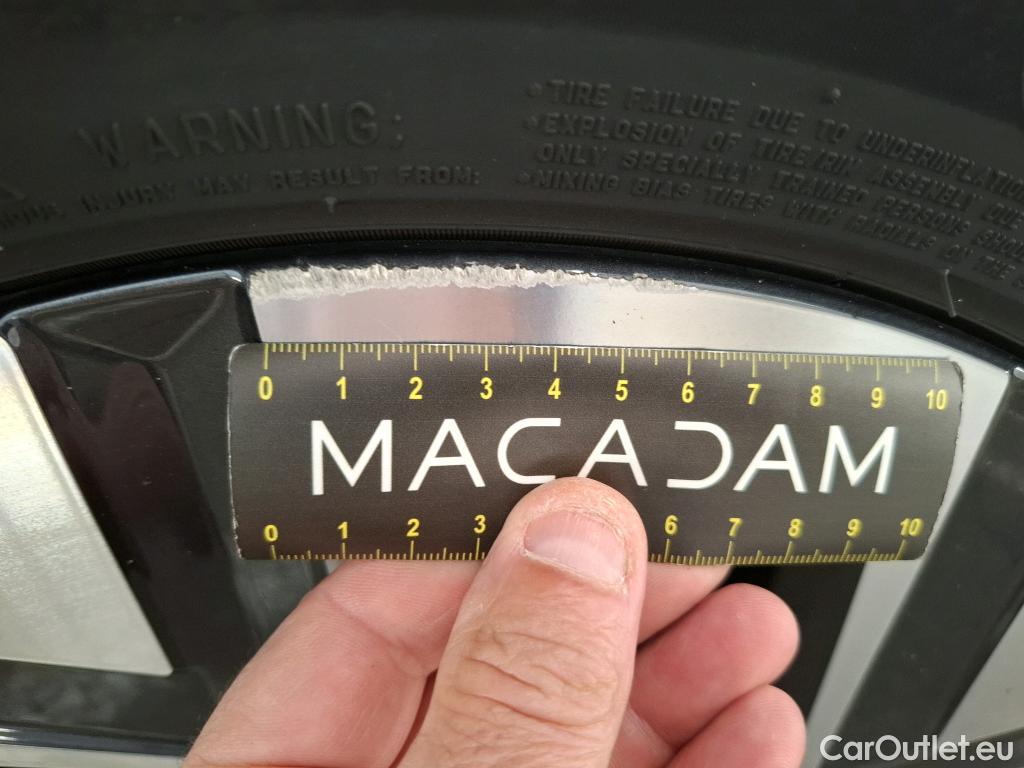 WARNING:
INJURY MAY RESULT FROM:
•TIRE FAILURE DUE TO UNDERINFLATION
•EXPLOSION OF TIRE/RIM ASSEMBLY DUE
ONLY SPECIALLY TRAINED PERSONS SHOU
•MIXING BIAS TIRES WITH RADIALS ON THE
0 1 2 3 4 5 6 7 8 9 10
MACADAM
0 1 2 3 6 7 8 9 10
CarOutlet.eu